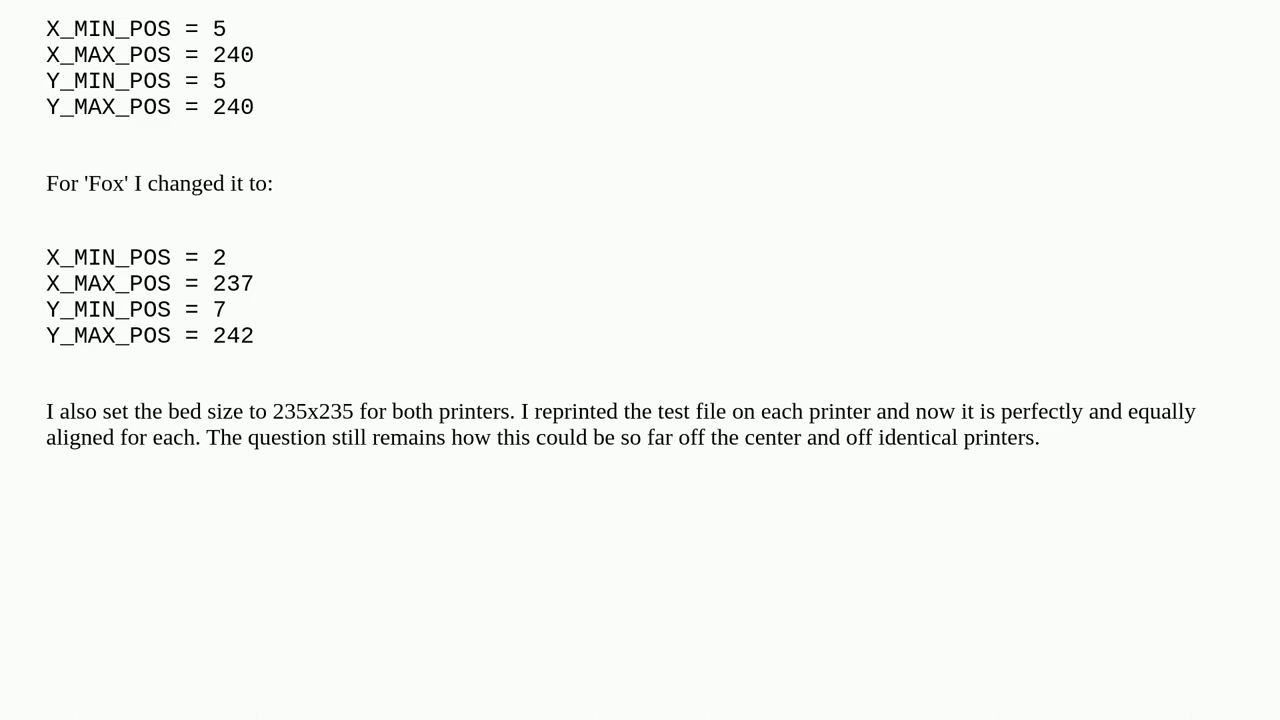 X_MIN_POS = 5
X_MAX_POS = 240
Y_MIN_POS = 5
Y_MAX_POS = 240
For 'Fox' I changed it to:
X_MIN_POS = 2
X_MAX_POS = 237
Y_MIN_POS = 7
Y_MAX_POS = 242
I also set the bed size to 235x235 for both printers. I reprinted the test file on each printer and now it is perfectly and equally
aligned for each. The question still remains how this could be so far off the center and off identical printers.